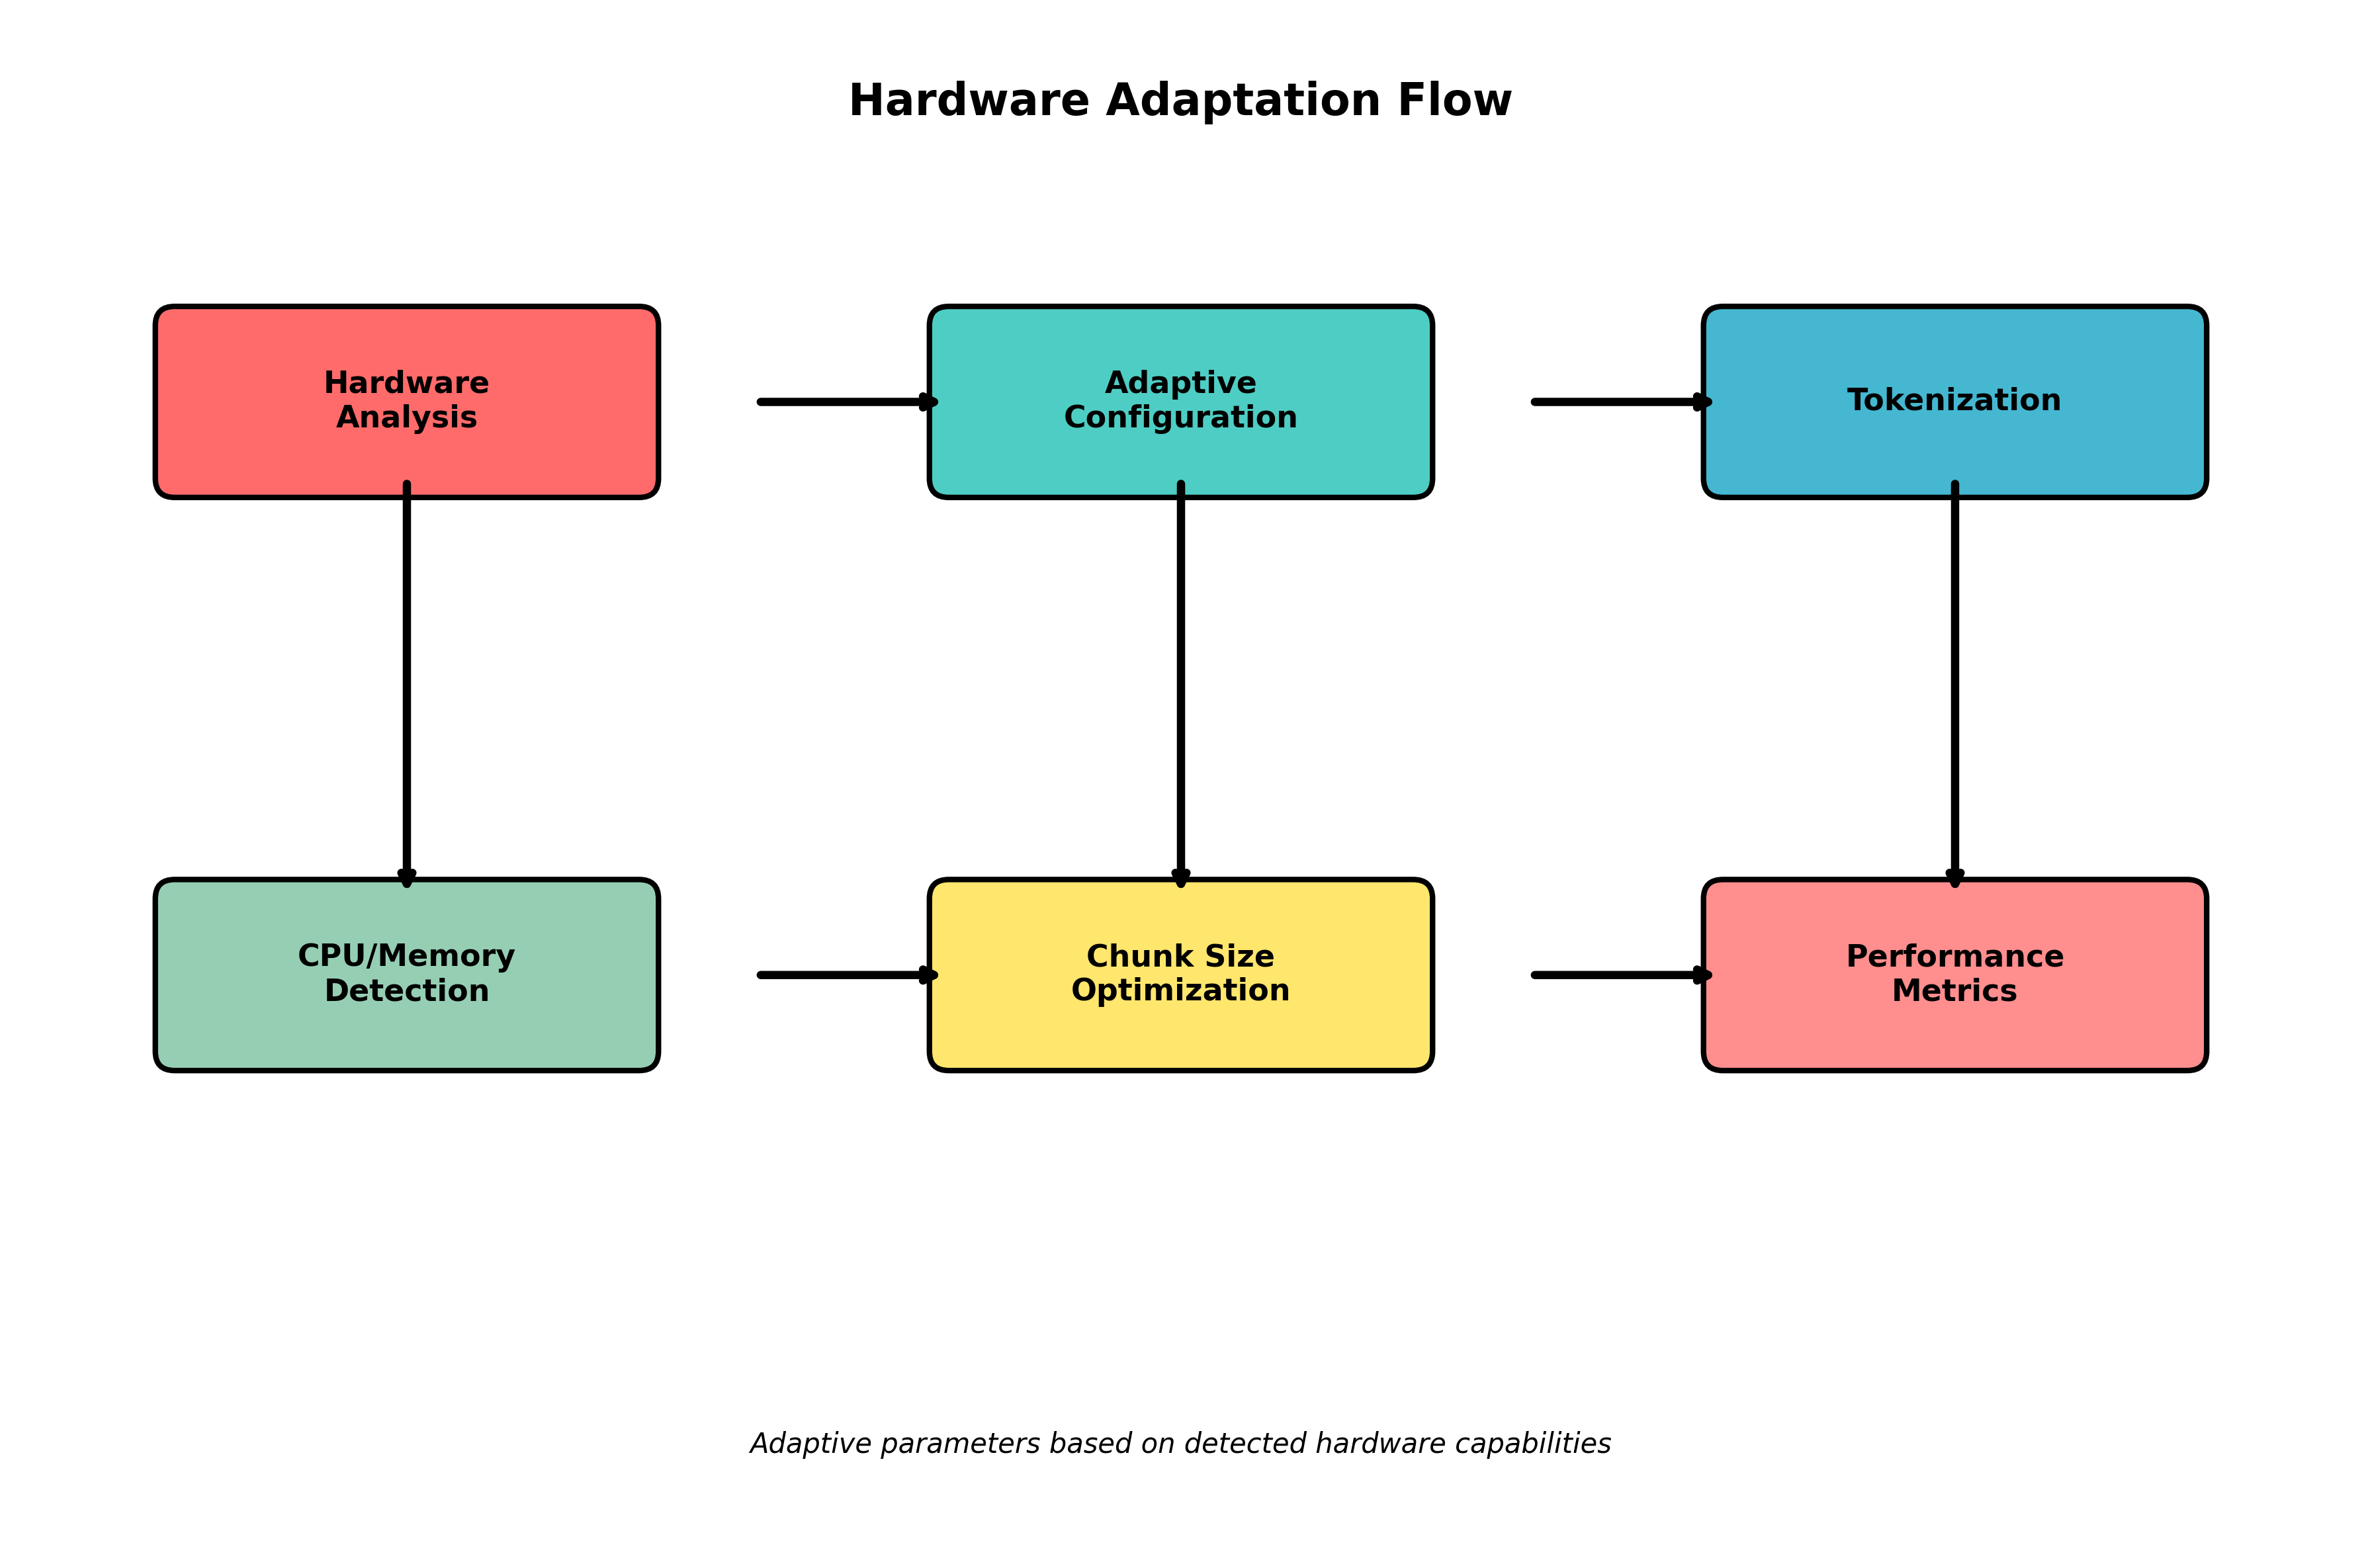 Hardware Adaptation Flow
Hardware
Analysis
Adaptive
Configuration
Tokenization
CPU/Memory
Detection
Chunk Size
Optimization
Performance
Metrics
Adaptive parameters based on detected hardware capabilities